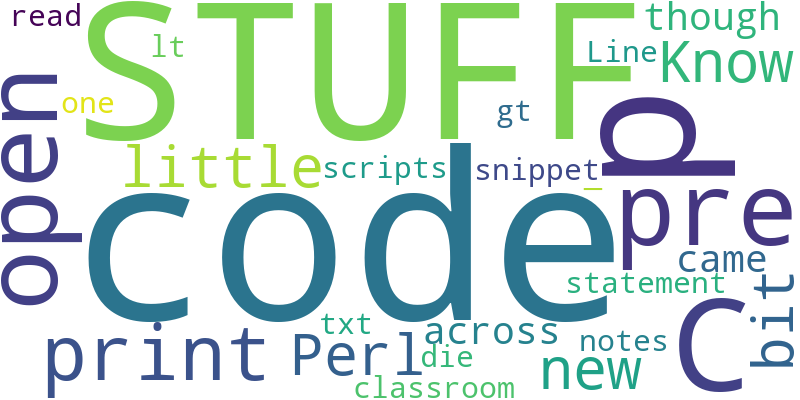 read
STUFF
though
lt
Line
Know
one
gt
open
p
little
scripts
snippet
_
code
pre
came
statement
bit
C
txt
across
notes
print
Perl
die
new
classroom